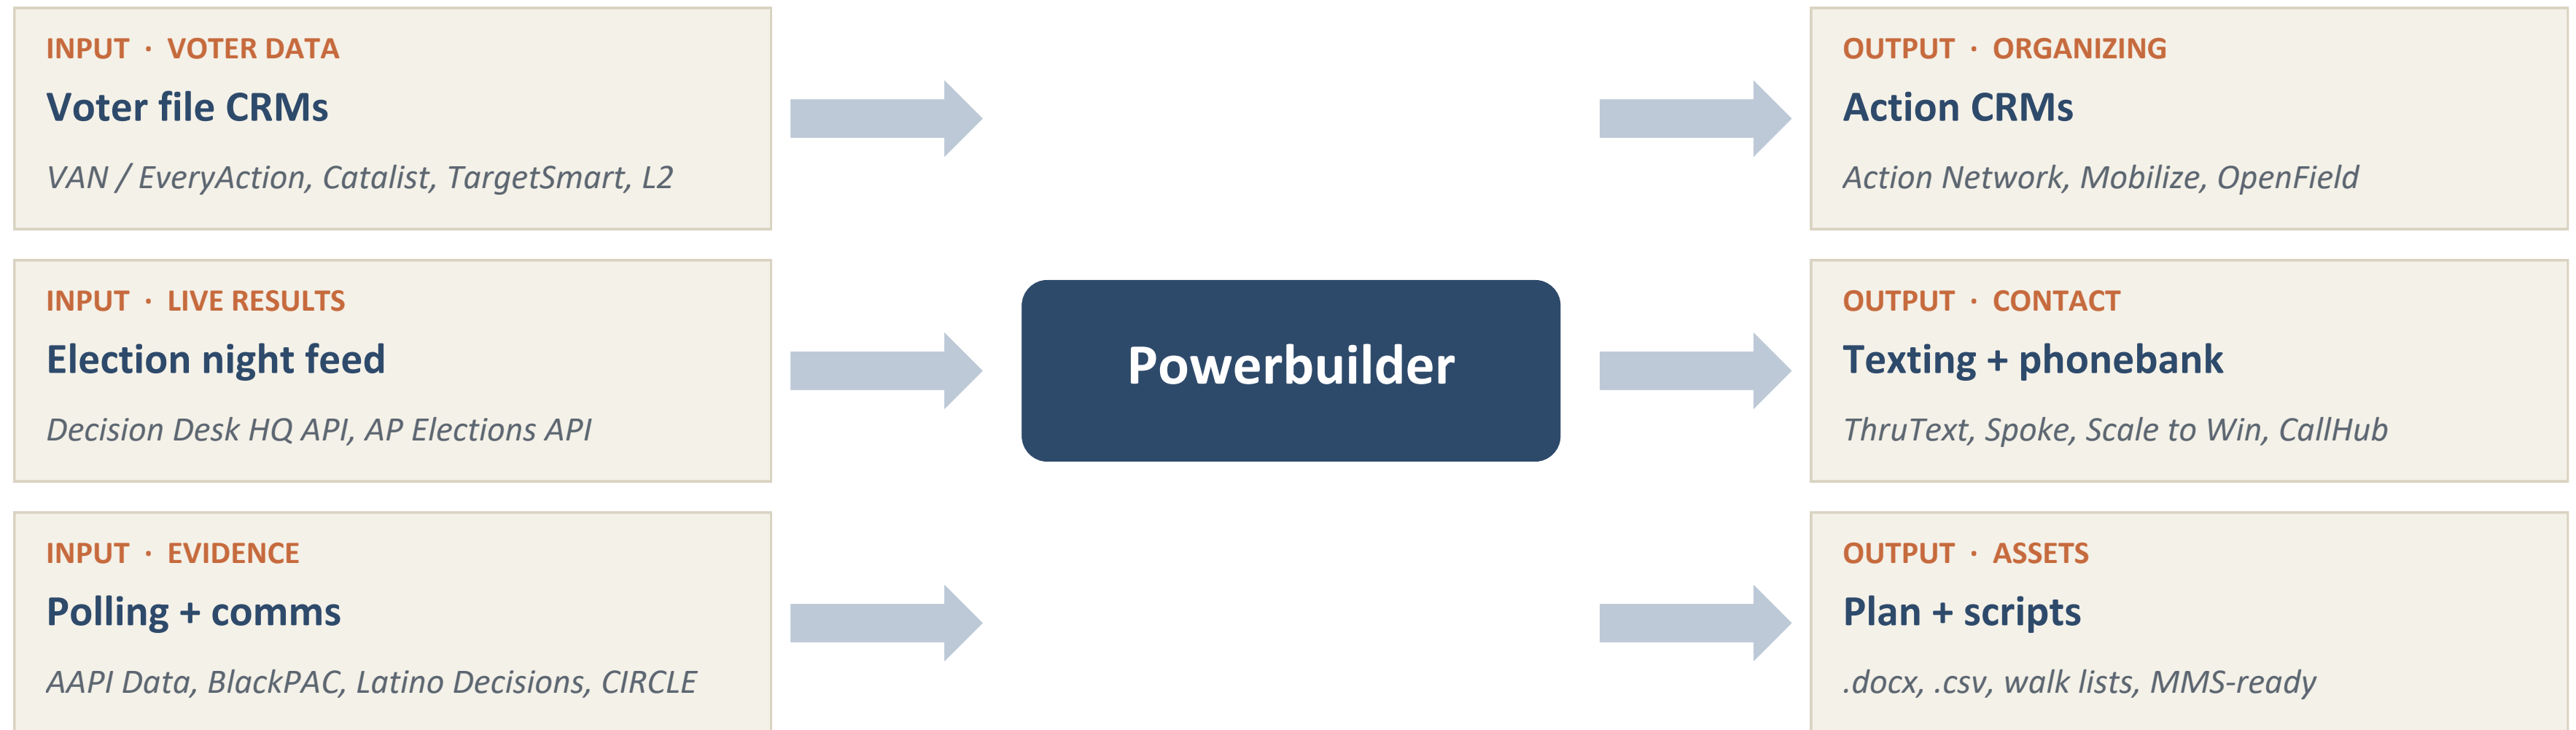 INPUT · VOTER DATA
Voter file CRMs
VAN / EveryAction, Catalist, TargetSmart, L2
INPUT · LIVE RESULTS
Election night feed
Decision Desk HQ API, AP Elections API
INPUT · EVIDENCE
Polling + comms
AAPI Data, BlackPAC, Latino Decisions, CIRCLE
Powerbuilder
OUTPUT · ORGANIZING
Action CRMs
Action Network, Mobilize, OpenField
OUTPUT · CONTACT
Texting + phonebank
ThruText, Spoke, Scale to Win, CallHub
OUTPUT · ASSETS
Plan + scripts
.docx, .csv, walk lists, MMS-ready